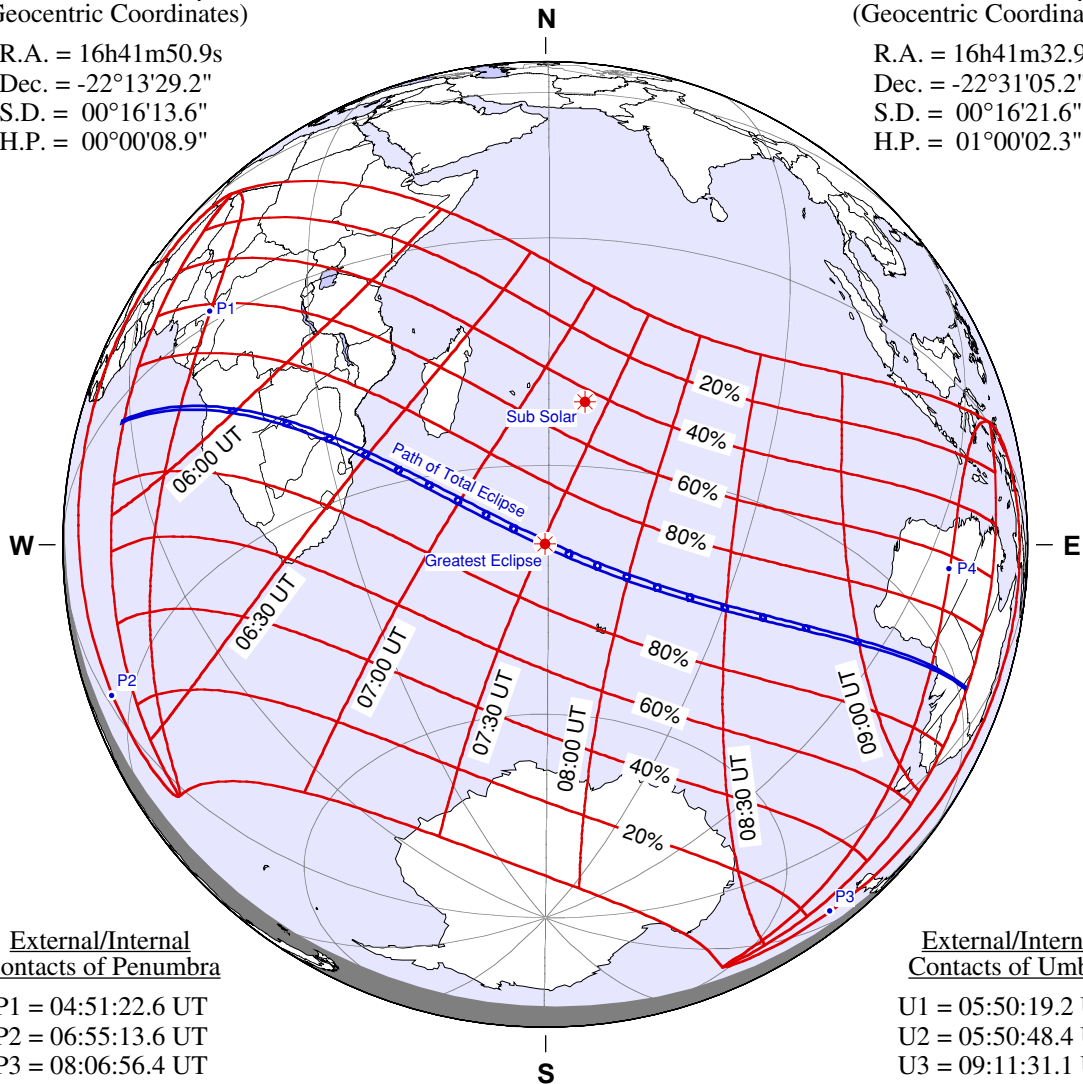 Geocentric Coordinates)
R.A. = 16h41m50.9s
Dec. = -22°13'29.2"
S.D. = 00°16'13.6"
H.P. = 00°00'08.9"
N
(Geocentric Coordina
R.A. = 16h41m32.9
Dec. = -22°31'05.2"
S.D. = 00°16'21.6"
H.P. = 01°00'02.3"
P1
Sub Solar
20%
40%
60%
80%
Path of Total Eclipse
06:00 UT
W
Greatest Eclipse
E
P4
06:30 UT
07:00 UT
07:30 UT
08:00 UT
08:30 UT
09:00 UT
80%
60%
40%
20%
P2
P3
External/Internal
ontacts of Penumbra
P1 = 04:51:22.6 UT
P2 = 06:55:13.6 UT
P3 = 08:06:56.4 UT
External/Intern
Contacts of Umb
U1 = 05:50:19.2
U2 = 05:50:48.4
U3 = 09:11:31.1
S